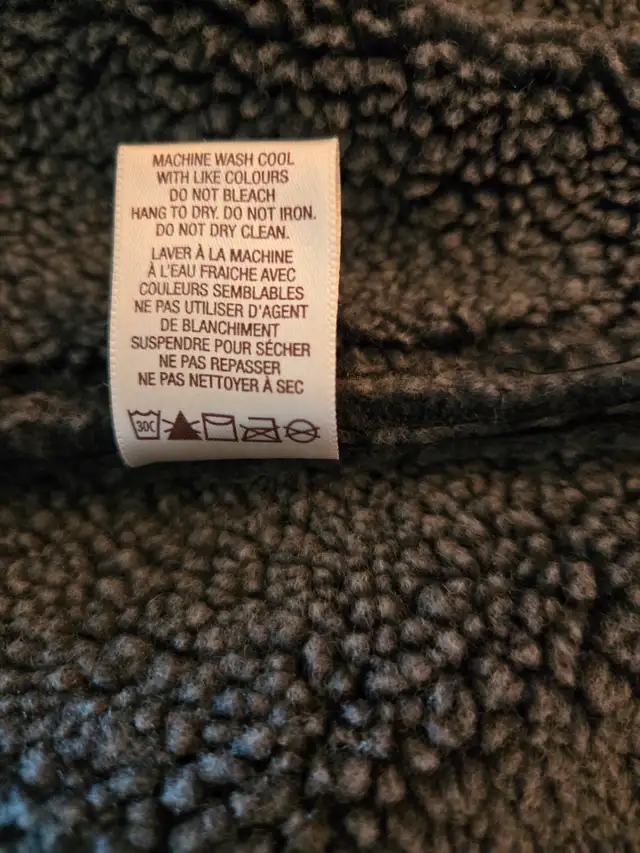 MACHINE WASH COOL
WITH LIKE COLOURS
DO NOT BLEACH
HANG TO DRY. DO NOT IRON.
DO NOT DRY CLEAN.
LAVER À LA MACHINE
À L'EAU FRAICHE AVEC
COULEURS SEMBLABLES
NE PAS UTILISER D'AGENT
DE BLANCHIMENT
SUSPENDRE POUR SÉCHER
NE PAS REPASSER
NE PAS NETTOYER À SEC
30C